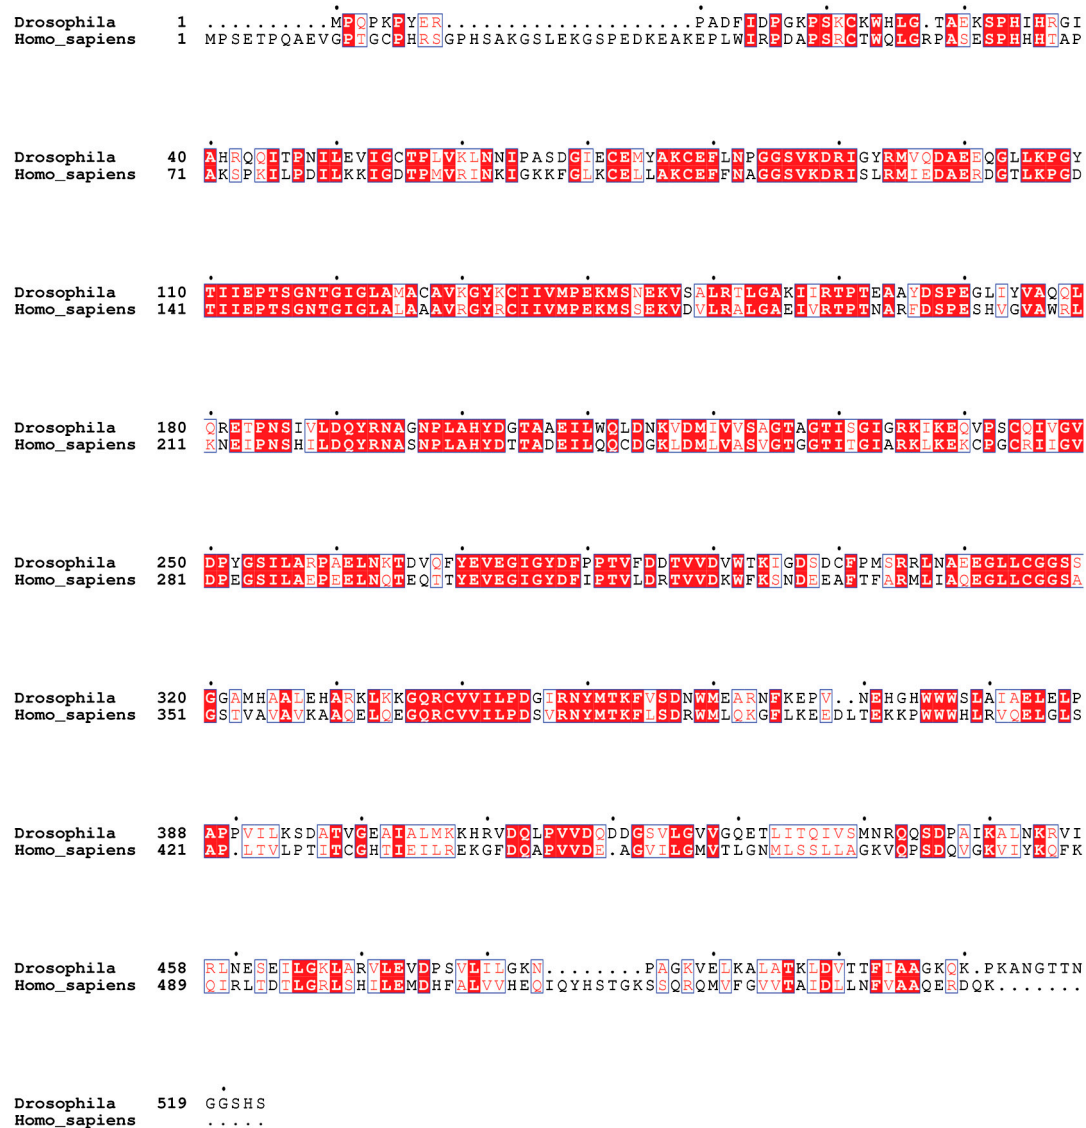 Drosophila 1 ..........MPQPKPYER....................PADFIDPGKPSKCKWHLG.TAEKSPHIHRGI
Homo_sapiens 1 MPSETPQAEVGPTGCPHRSGPHSAKGSLEKGSPEDKEAKEPLWIRPDAPSRCTWQLGRPASESPHHHTAP
Drosophila 40 AHRQQITPNILEVIGCTPLVKLNNIPASDGIECEMYAKCEFLNPGGSVKDRIGYRMVQDAEEQGLLKPGY
Homo_sapiens 71 AKSPKILPDILKKIGDTPMVRINKIGKKFGLKCELLAKCEFFNAGGSVKDRISLRMIEDAERDGTLKPGD
Drosophila 110 TIIEPTSGNTGIGLAMACAVKGYKCIIVMPEKMSNEKVSALRTLGAKIIRTPTEAAYDSPEGLIYVAQQL
Homo_sapiens 141 TIIEPTSGNTGIGLALAAAVRGYRCIIVMPEKMSSEKVDVLRALGAEIVRTPTNARFDSPESHVGVAWRL
Drosophila 180 QRETPNSIVLDQYRNAGNPLAHYDGTAAEILWQLDNKVDMIVVSAGTAGTISGIGRKIKEQVPSCQIVGV
Homo_sapiens 211 KNEIPNSHILDQYRNASNPLAHYDTTADEILQQCDGKLDMLVASVGTGGTITGIARKLKEKCPGCRIIGV
Drosophila 250 DPYGSILARPAELNKTDVQFYEVEGIGYDFPPTVFDDTVVDVWTKIGDSDCFPMSRRLNAEEGLLCGGSS
Homo_sapiens 281 DPEGSILAEPEELNQTEQTTYEVEGIGYDFIPTVLDRTVVDKWFKSNDEEAFTFARMLIAQEGLLCGGSA
Drosophila 320 GGAMHAALEHARKLKKGQRCVVILPDGIRNYMTKFVSDNWMEARNFKEPV..NEHGHWWWSLAIAELELP
Homo_sapiens 351 GSTVAVAVKAAQELQEGQRCVVILPDSVRNYMTKFLSDRWMLQKGFLKEEDLTEKKPWWWHLRVQELGLS
Drosophila 388 APPVILKSDATVGEAIALMKKHRVDQLPVVDQDDGSVLGVVGQETLITQIVSMNRQQSDPAIKALNKRVI
Homo_sapiens 421 AP.LTVLPTITCGHTIEILREKGFDQAPVVDE.AGVILGMVTLGNMLSSLLAGKVQPSDQVGKVIYKQFK
Drosophila 458 RLNESEILGKLARVLEVDPSVLILGKN........PAGKVELKALATKLDVTTFIAAGKQK.PKANGTTN
Homo_sapiens 489 QIRLTDTLGRLSHILEMDHFALVVHEQIQYHSTGKSSQRQMVFGVVTAIDLLNFVAAQERDQK.......
Drosophila 519 GGSHS
Homo_sapiens .....